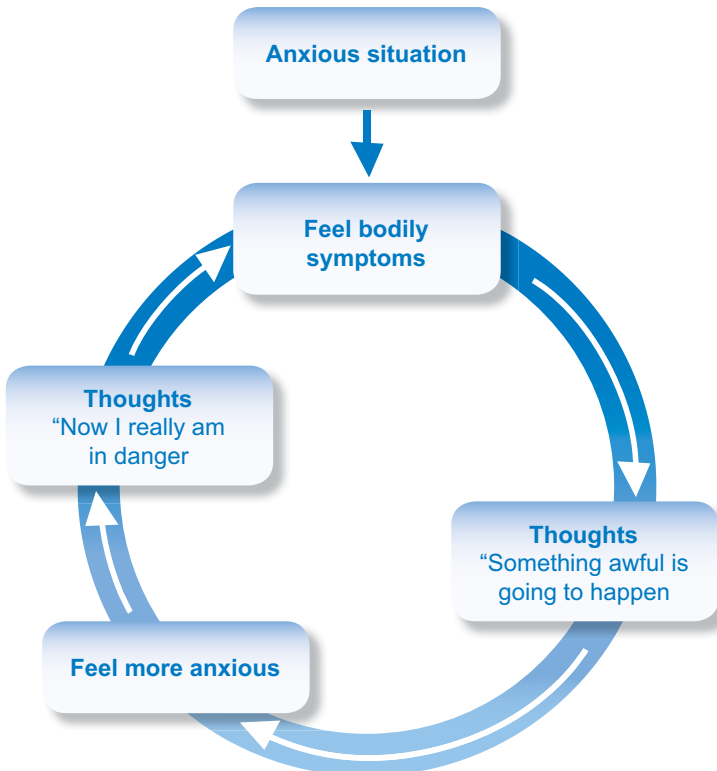 Anxious situation
Feel bodily
symptoms
Thoughts
“Something awful is
going to happen
Feel more anxious
Thoughts
“Now I really am
in danger